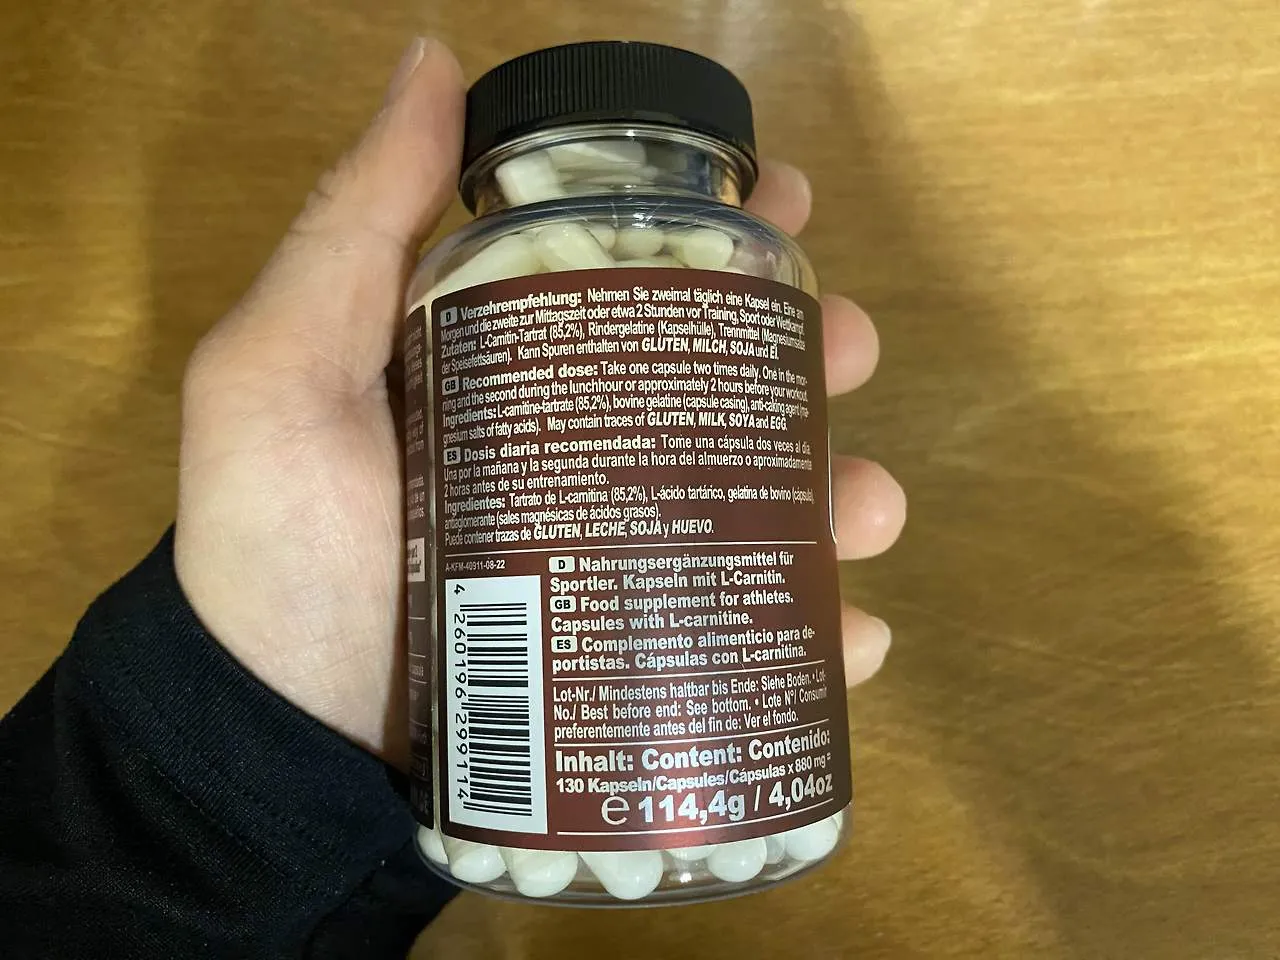 D Verzehrempfehlung: Nehmen Sie zweimal täglich eine Kapsel ein. Eine am
Morgen und die zweite zur Mittagszeit oder etwa 2 Stunden vor Training, Sport oder Wettkampf.
Zutaten: L-Carnitin-Tartrat (85,2%), Rindergelatine (Kapselhülle), Trennmittel (Magnesiumsalze
der Speisefettsäuren). Kann Spuren enthalten von GLUTEN, MILCH, SOJA und EI.
GB Recommended dose: Take one capsule two times daily. One in the mor-
ning and the second during the lunchhour or approximately 2 hours before your workout.
Ingredients: L-carnitine-tartrate (85,2%), bovine gelatine (capsule casing), anti-caking agent (ma-
gnesium salts of fatty acids). May contain traces of GLUTEN, MILK, SOYA and EGG.
ES Dosis diaria recomendada: Tome una cápsula dos veces al día.
Una por la mañana y la segunda durante la hora del almuerzo o aproximadamente
2 horas antes de su entrenamiento.
Ingredientes: Tartrato de L-carnitina (85,2%), L-ácido tartárico, gelatina de bovino (cápsula),
antiaglomerante (sales magnésicas de ácidos grasos).
Puede contener trazas de GLUTEN, LECHE, SOJA y HUEVO.
A-KFM-40911-08-22
D Nahrungsergänzungsmittel für
Sportler. Kapseln mit L-Carnitin.
GB Food supplement for athletes.
Capsules with L-carnitine.
ES Complemento alimenticio para de-
portistas. Cápsulas con L-carnitina.
Lot-Nr./ Mindestens haltbar bis Ende: Siehe Boden. • Lot-
No./ Best before end: See bottom. • Lote N°/ Consumir
preferentemente antes del fin de: Ver el fondo.
Inhalt: Content: Contenido:
130 Kapseln/Capsules/Cápsulas x 880 mg =
e 114,4g / 4,04oz
4 260196 299114